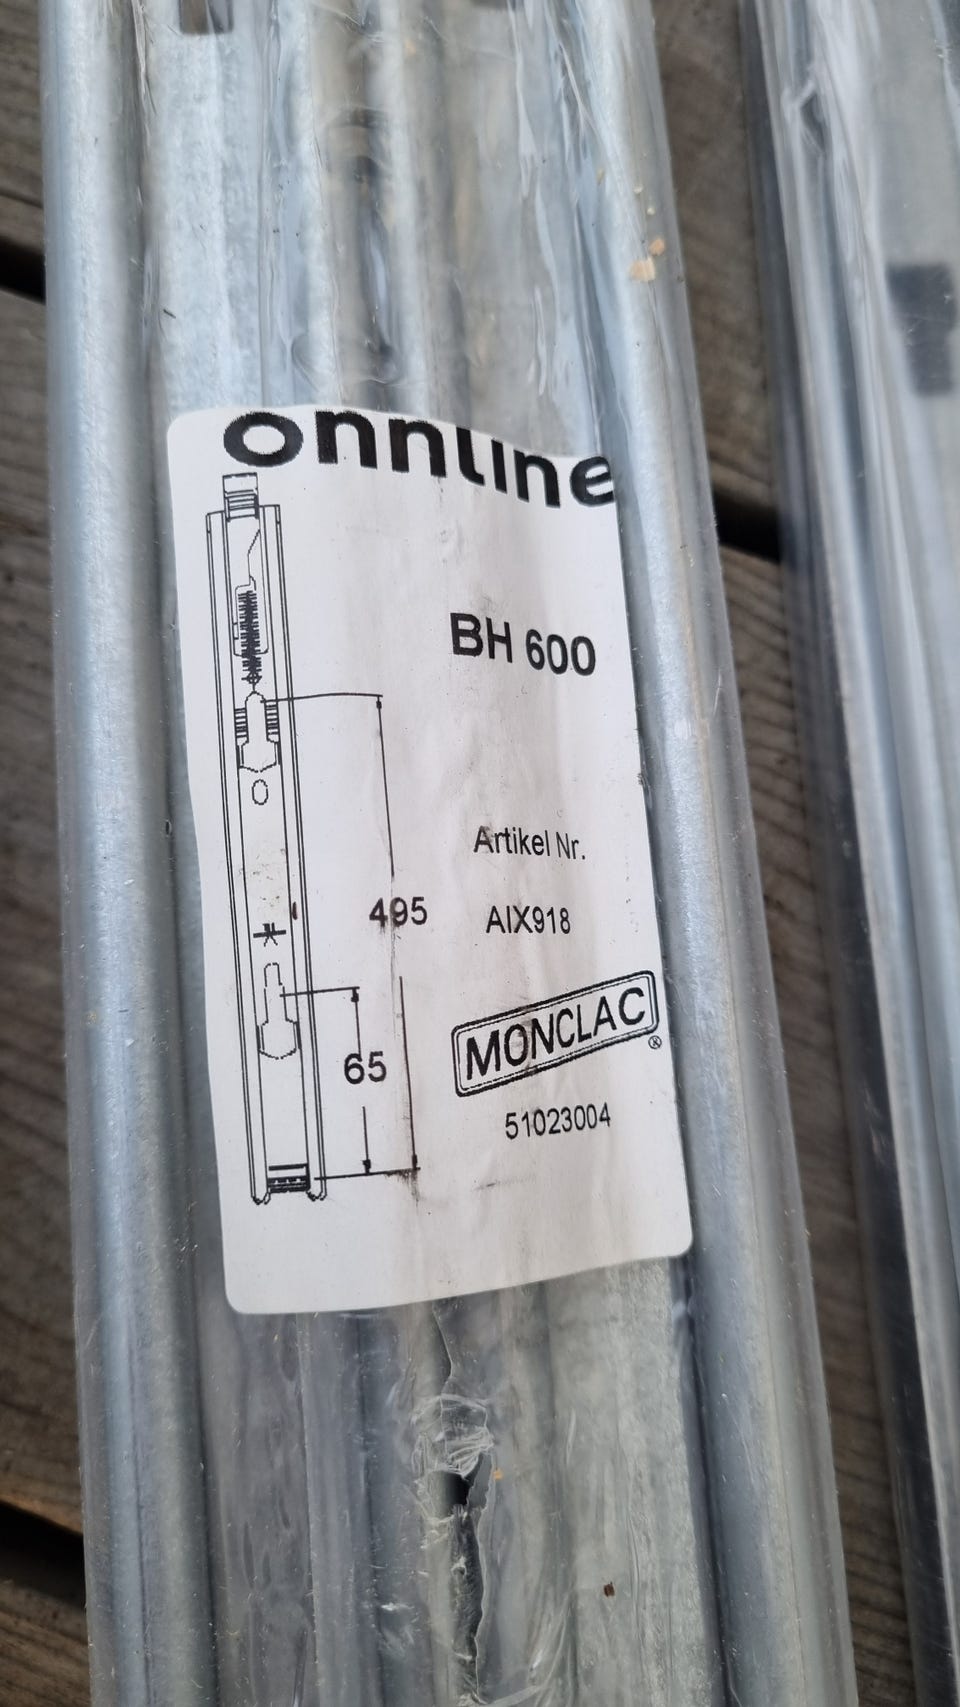 onnline
BH 600
Artikel Nr.
495
AIX918
MONCLAC
®
65
51023004